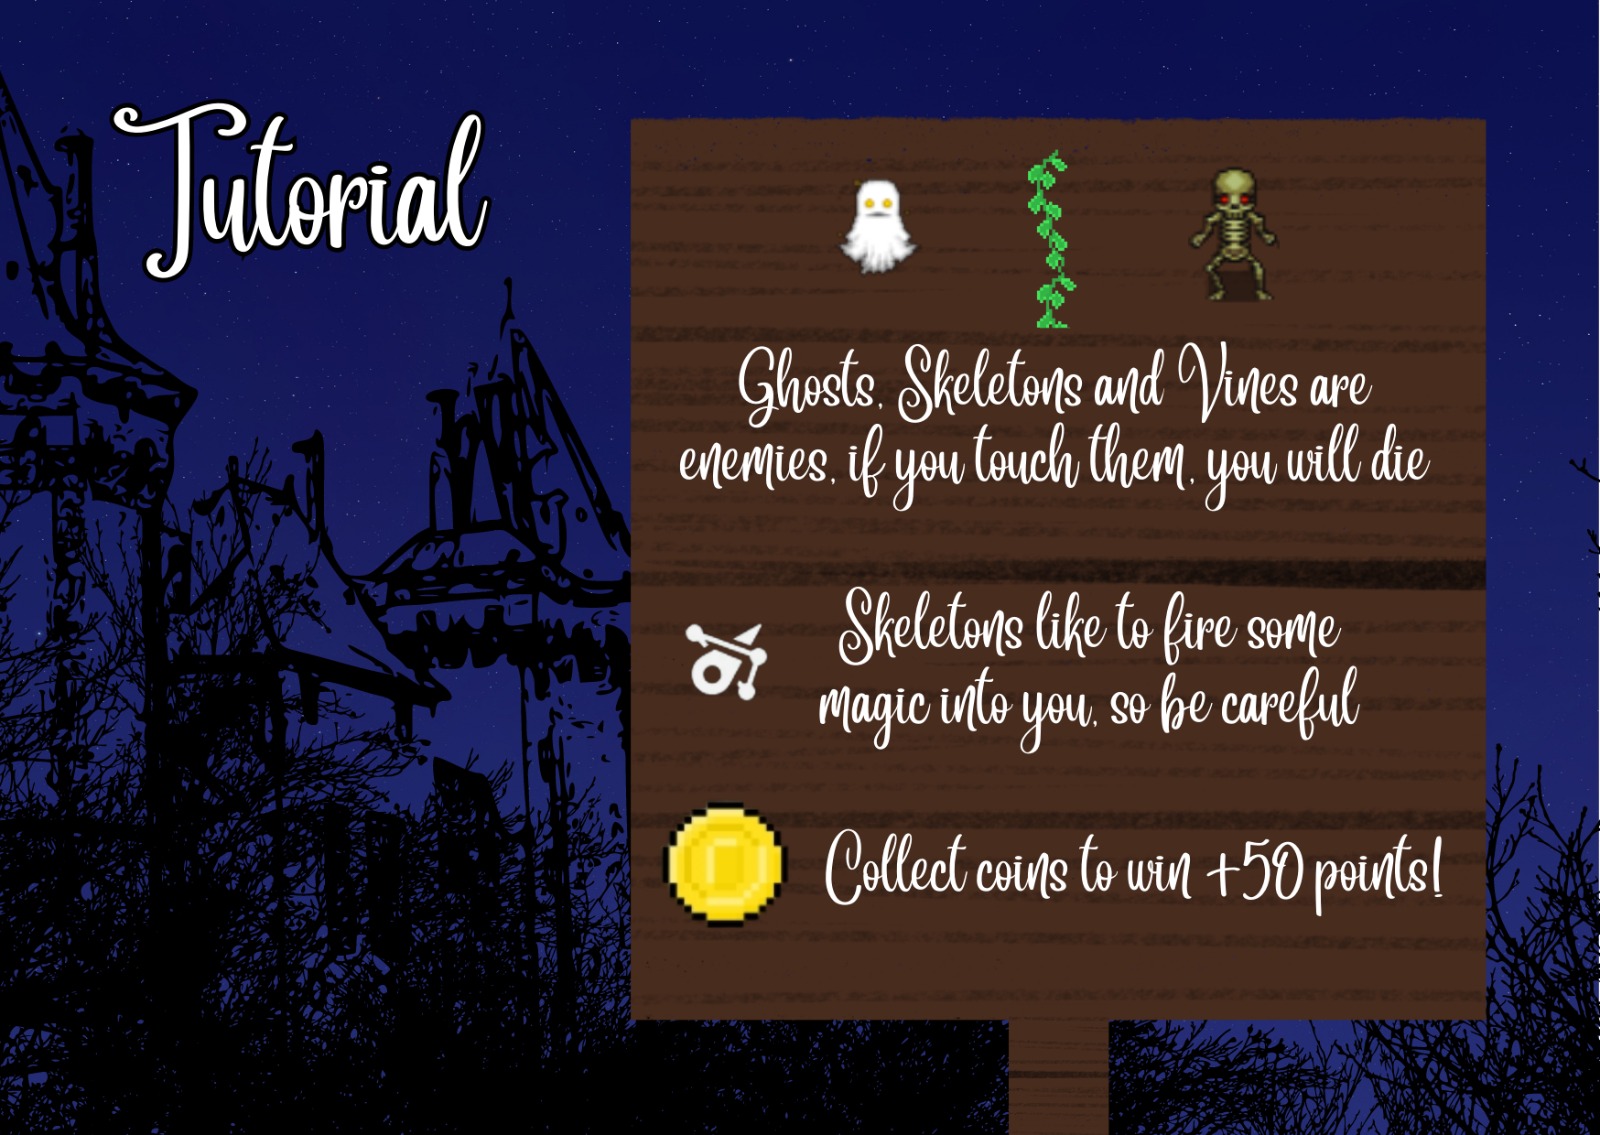 Tutorial
Ghosts, Skeletons and Vines are
enemies, if you touch them, you will die
Skeletons like to fire some
magic into you, so be careful
Collect coins to win +50 points!